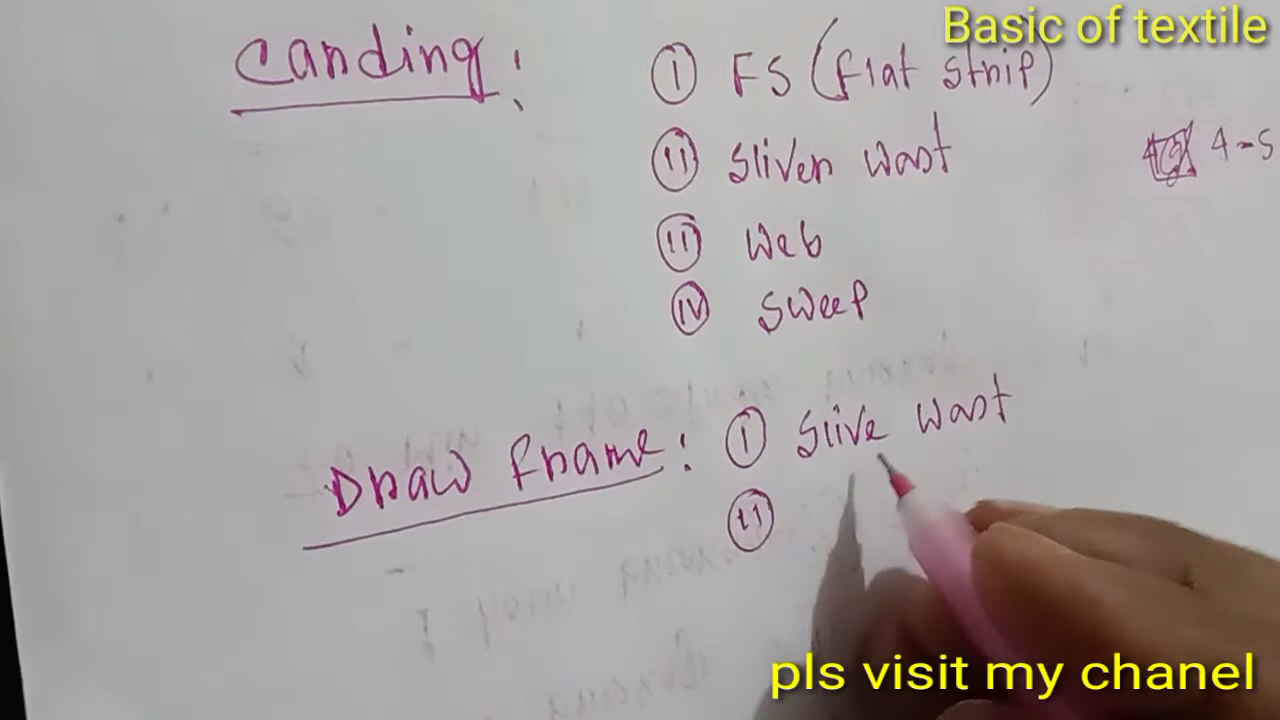 Basic of textile
Carding :
(i) FS (Flat Strip)
(ii) Sliver Wast
4-5
(ii) Web
(iv) Sweep
Draw Frame : (i) Slive Wast
(ii)
pls visit my chanel